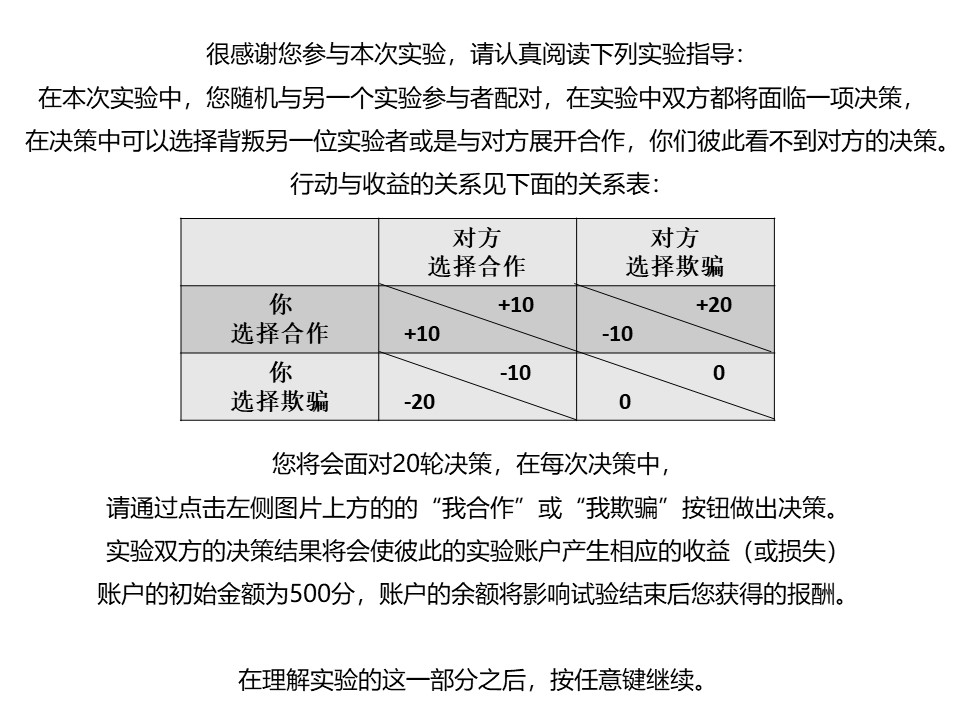 很感谢您参与本次实验，请认真阅读下列实验指导：
在本次实验中，您随机与另一个实验参与者配对，在实验中双方都将面临一项决策，
在决策中可以选择背叛另一位实验者或是与对方展开合作，你们彼此看不到对方的决策。
行动与收益的关系见下面的关系表：
对方
选择合作
对方
选择欺骗
你
选择合作
+10
+10
+20
-10
你
选择欺骗
-10
-20
0
0
您将会面对20轮决策，在每次决策中，
请通过点击左侧图片上方的的“我合作”或“我欺骗”按钮做出决策。
实验双方的决策结果将会使彼此的实验账户产生相应的收益（或损失）
账户的初始金额为500分，账户的余额将影响试验结束后您获得的报酬。
在理解实验的这一部分之后，按任意键继续。